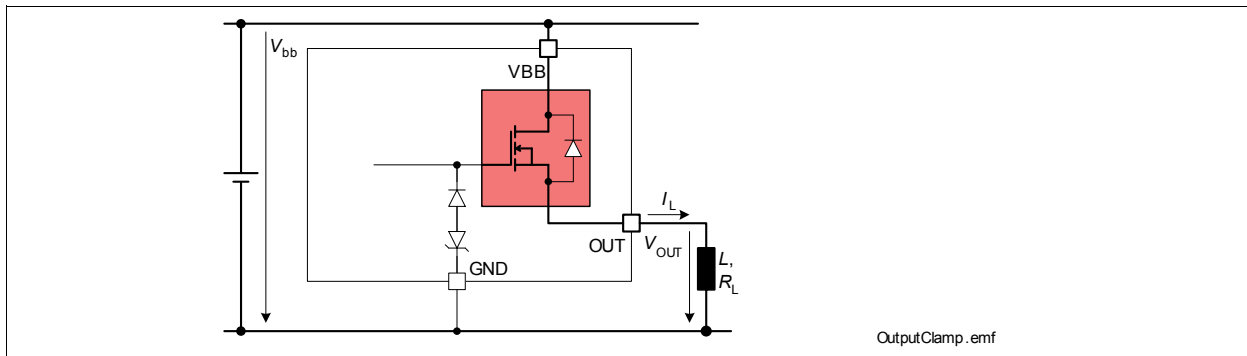 Vbb
VBB
IL
OUT
VOUT
L,
RL
GND
OutputClamp.emf